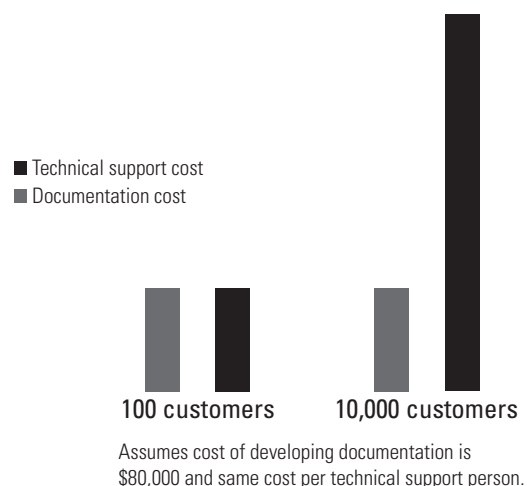 Technical support cost
Documentation cost
100 customers
10,000 customers
Assumes cost of developing documentation is
$80,000 and same cost per technical support person.